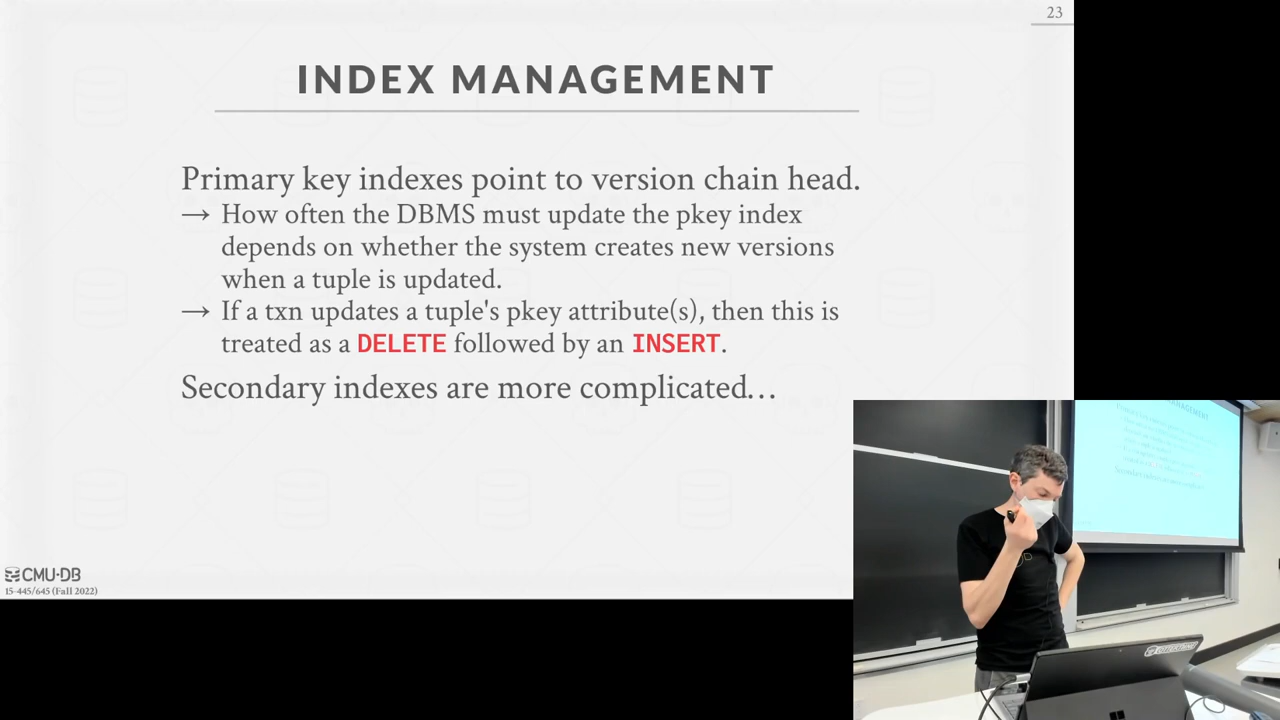 23
INDEX MANAGEMENT
Primary key indexes point to version chain head.
→ How often the DBMS must update the pkey index
depends on whether the system creates new versions
when a tuple is updated.
→ If a txn updates a tuple's pkey attribute(s), then this is
treated as a DELETE followed by an INSERT.
Secondary indexes are more complicated…
CMU·DB
15-445/645 (Fall 2022)